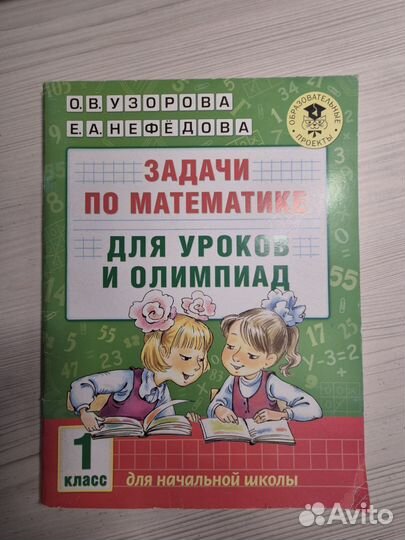 О.В.УЗОРОВА
Е.А.НЕФЁДОВА
ОБРАЗОВАТЕЛЬНЫЕ
ПРОЕКТЫ
ЗАДАЧИ
ПО МАТЕМАТИКЕ
ДЛЯ УРОКОВ
И ОЛИМПИАД
1
КЛАСС
для начальной школы
Avito